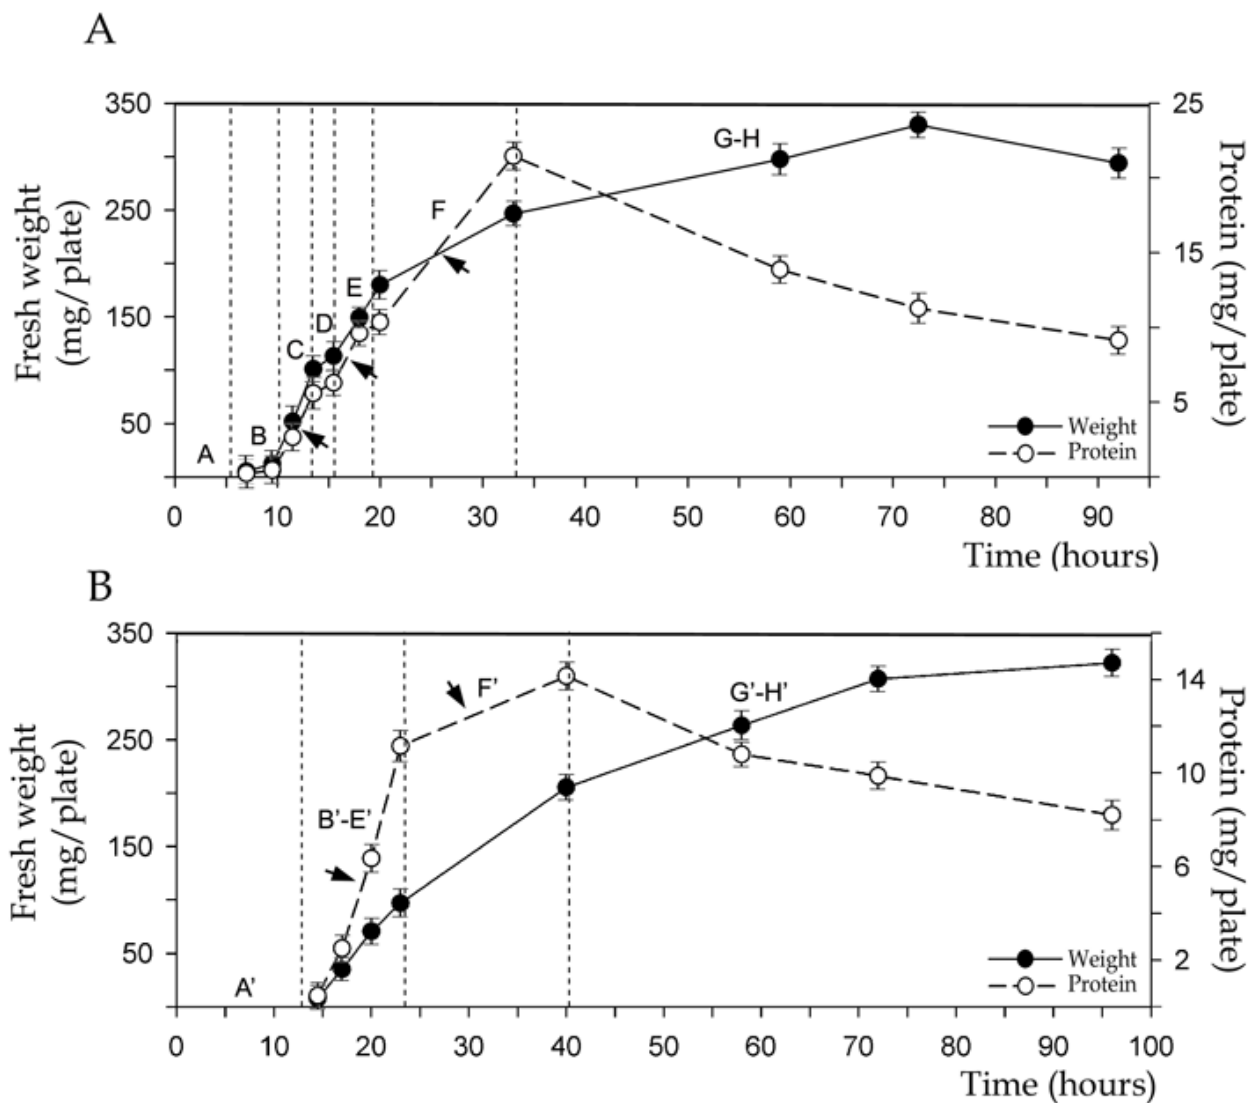 A
Fresh weight
(mg/plate)
350
250
150
50
A
B
C
D
E
F
G-H
25
15
5
Protein (mg/plate)
Weight
Protein
0 10 20 30 40 50 60 70 80 90
Time (hours)
B
Fresh weight
(mg/plate)
350
250
150
50
A'
B'-E'
F'
G'-H'
14
10
6
2
Protein (mg/plate)
Weight
Protein
0 10 20 30 40 50 60 70 80 90 100
Time (hours)